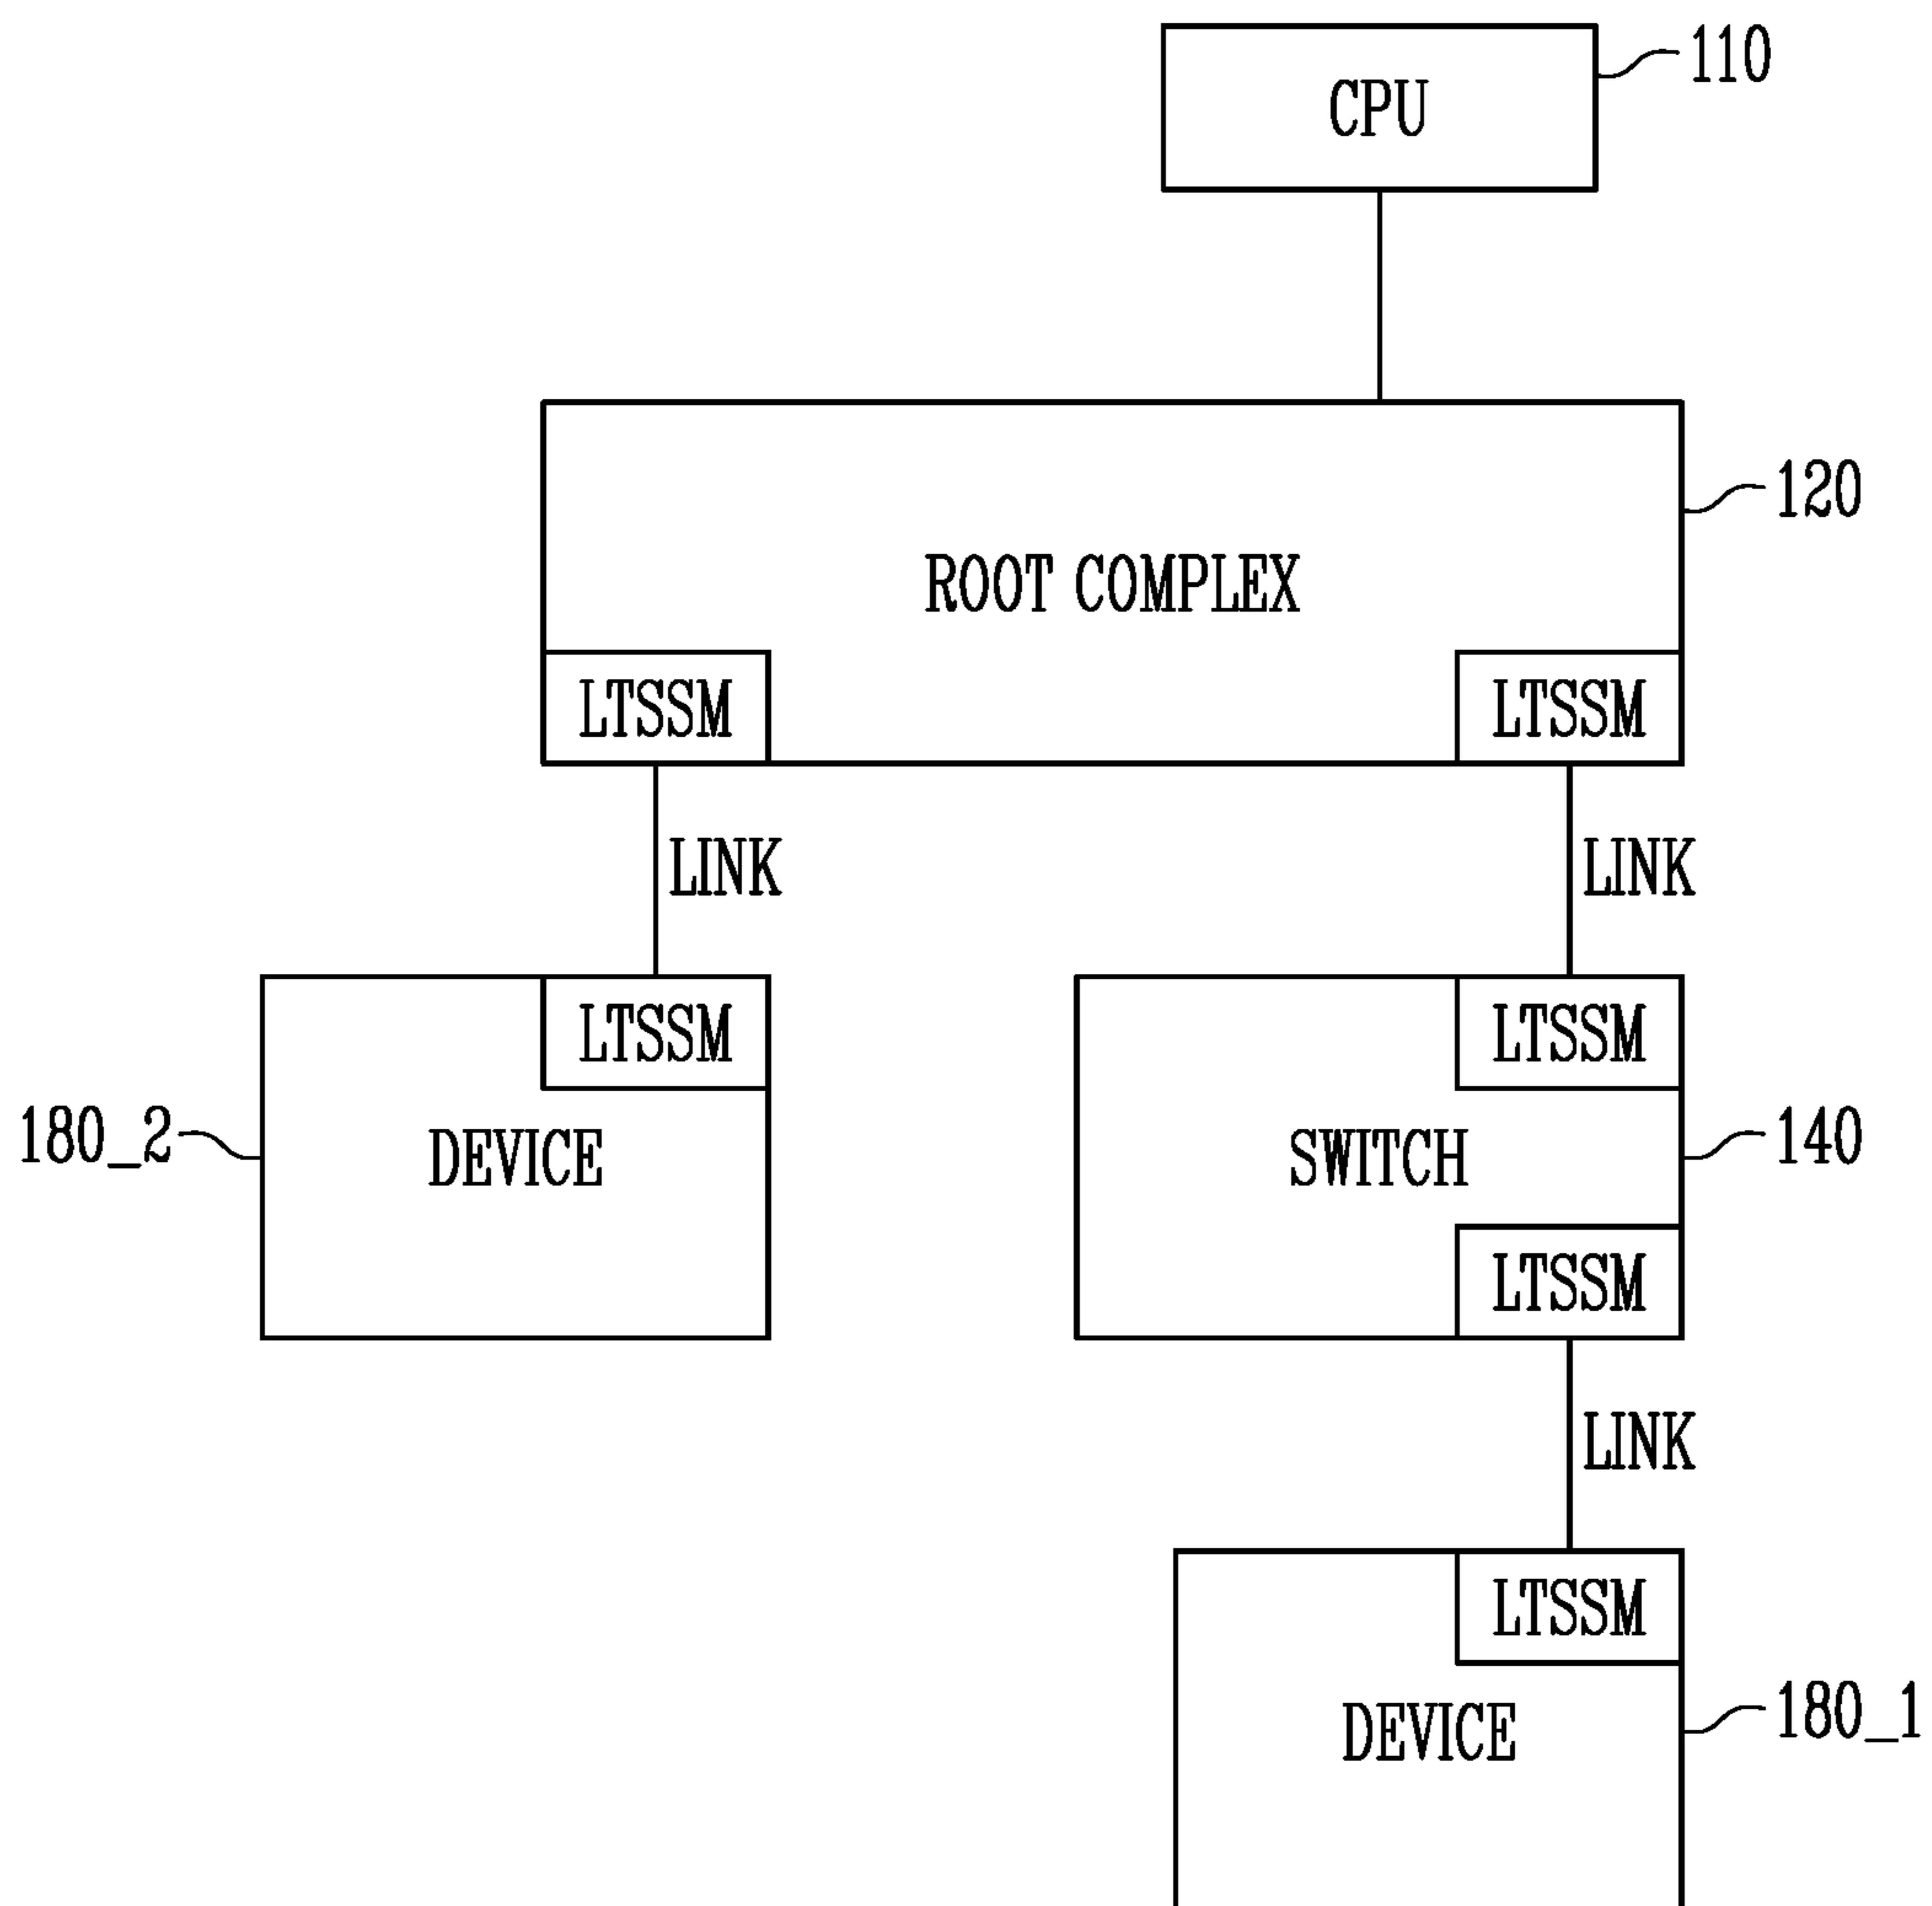 110
CPU
120
ROOT COMPLEX
LTSSM LTSSM
LINK LINK
LTSSM LTSSM
180_2 DEVICE SWITCH 140
LTSSM
LINK
LTSSM
DEVICE 180_1